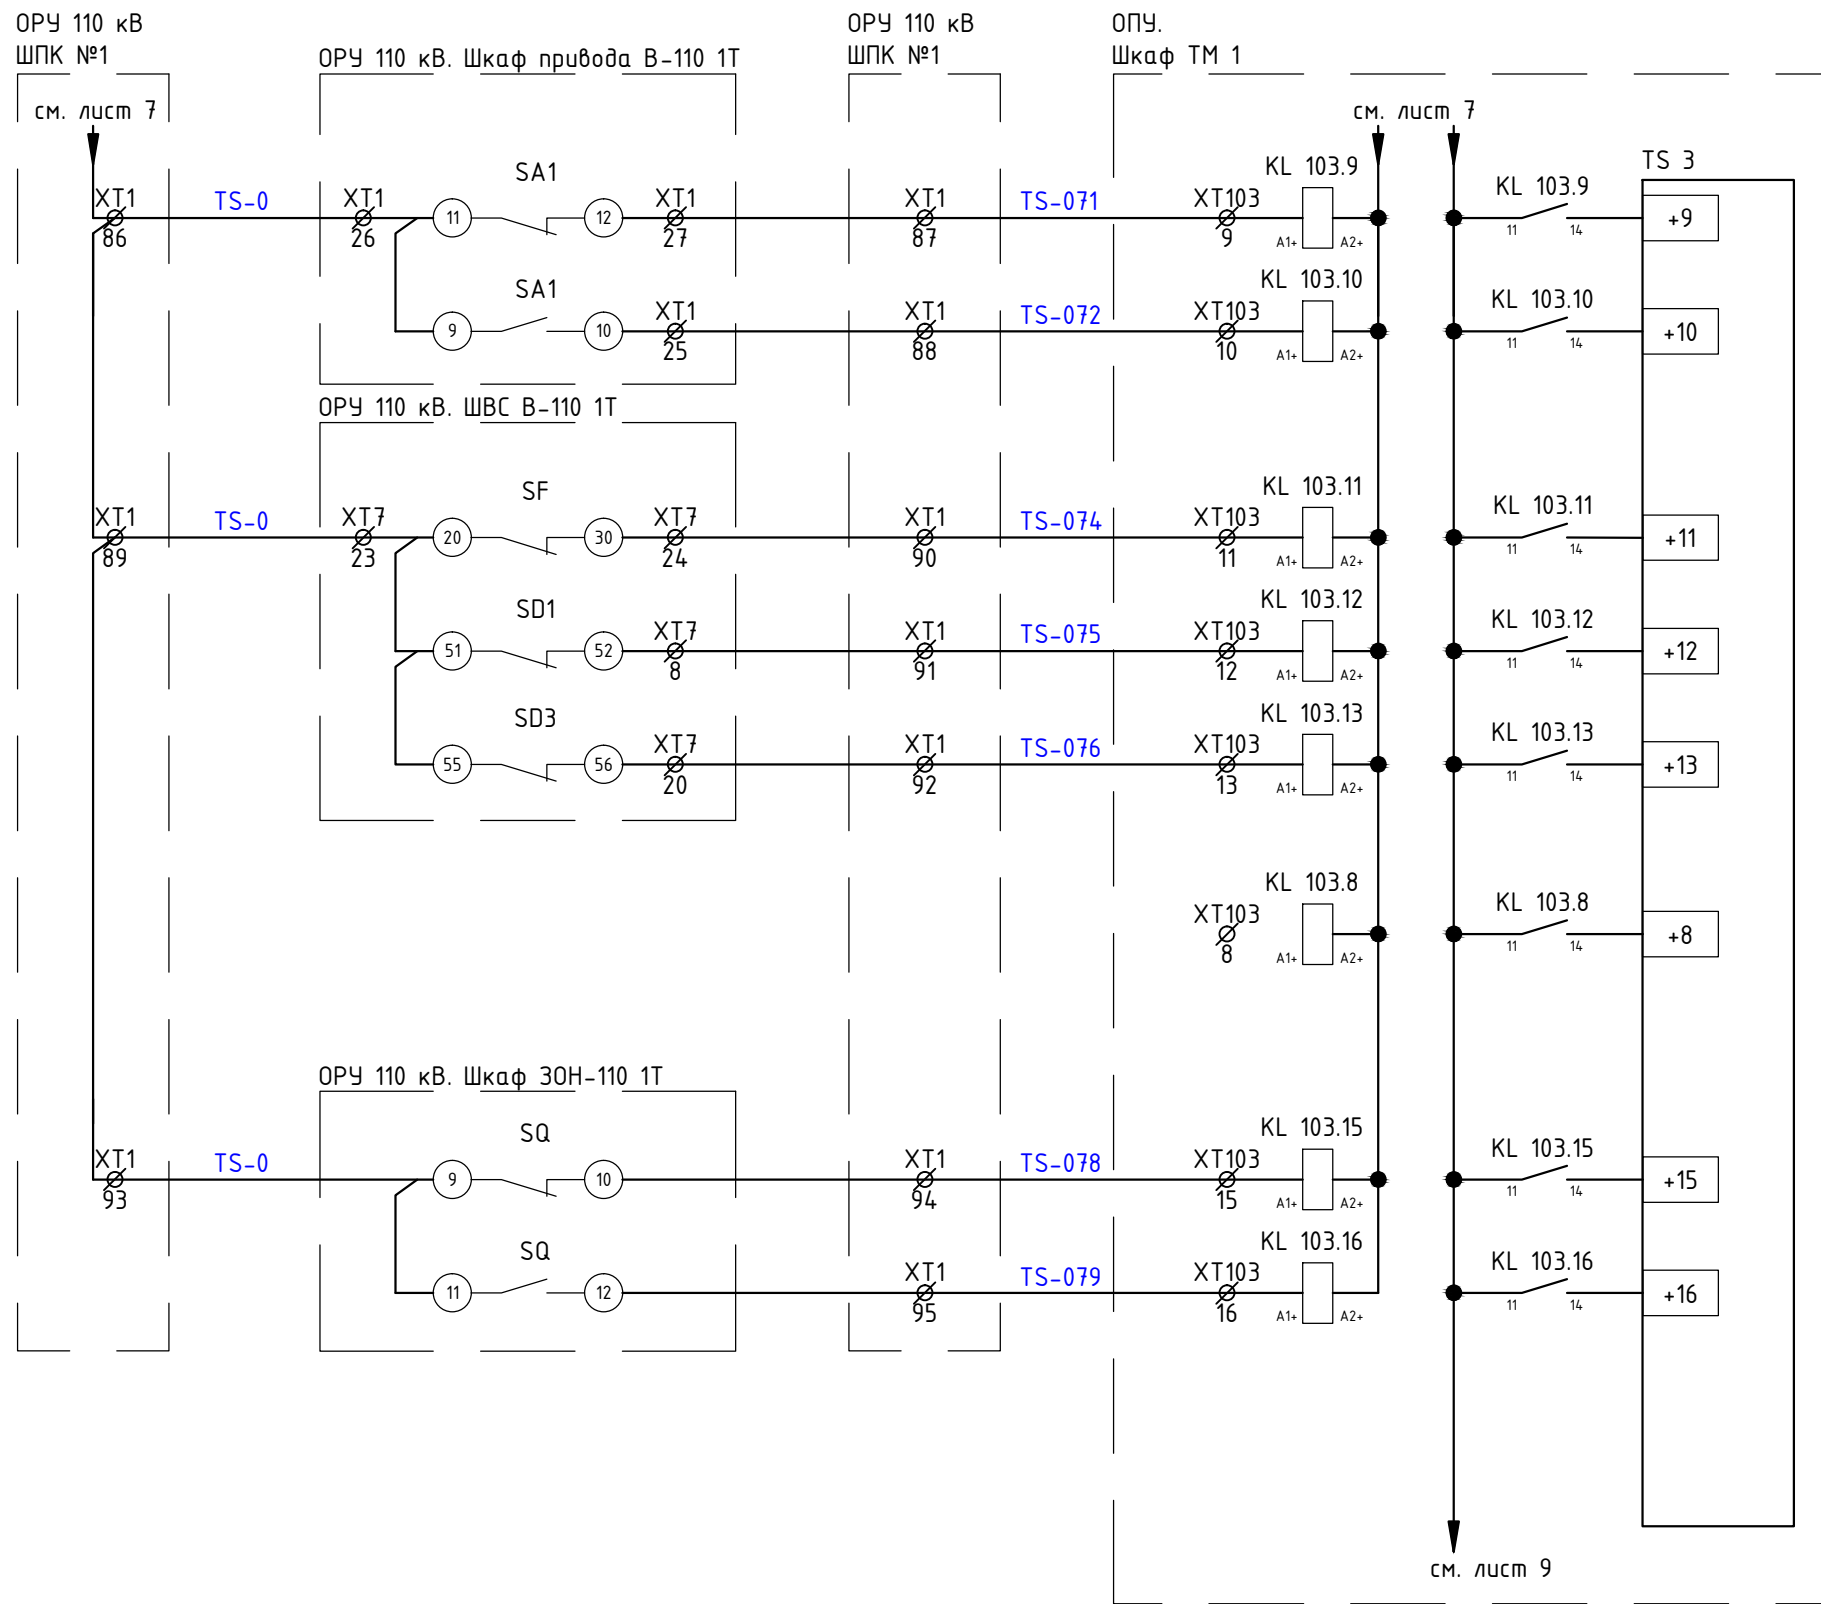 ОРУ 110 кВ
ШПК №1
ОРУ 110 кВ. Шкаф привода В-110 1Т
ОРУ 110 кВ
ШПК №1
ОПУ.
Шкаф ТМ 1
см. лист 7
см. лист 7
TS 3
XT1
86
TS-0
XT1
26
SA1
11
12
XT1
27
XT1
87
TS-071
XT103
9
KL 103.9
A1+
A2+
KL 103.9
11
14
+9
SA1
9
10
XT1
25
XT1
88
TS-072
XT103
10
KL 103.10
A1+
A2+
KL 103.10
11
14
+10
ОРУ 110 кВ. ШВС В-110 1Т
XT1
89
TS-0
XT7
23
SF
20
30
XT7
24
XT1
90
TS-074
XT103
11
KL 103.11
A1+
A2+
KL 103.11
11
14
+11
SD1
51
52
XT7
8
XT1
91
TS-075
XT103
12
KL 103.12
A1+
A2+
KL 103.12
11
14
+12
SD3
55
56
XT7
20
XT1
92
TS-076
XT103
13
KL 103.13
A1+
A2+
KL 103.13
11
14
+13
XT103
8
KL 103.8
A1+
A2+
KL 103.8
11
14
+8
ОРУ 110 кВ. Шкаф ЗОН-110 1Т
XT1
93
TS-0
SQ
9
10
XT1
94
TS-078
XT103
15
KL 103.15
A1+
A2+
KL 103.15
11
14
+15
SQ
11
12
XT1
95
TS-079
XT103
16
KL 103.16
A1+
A2+
KL 103.16
11
14
+16
см. лист 9